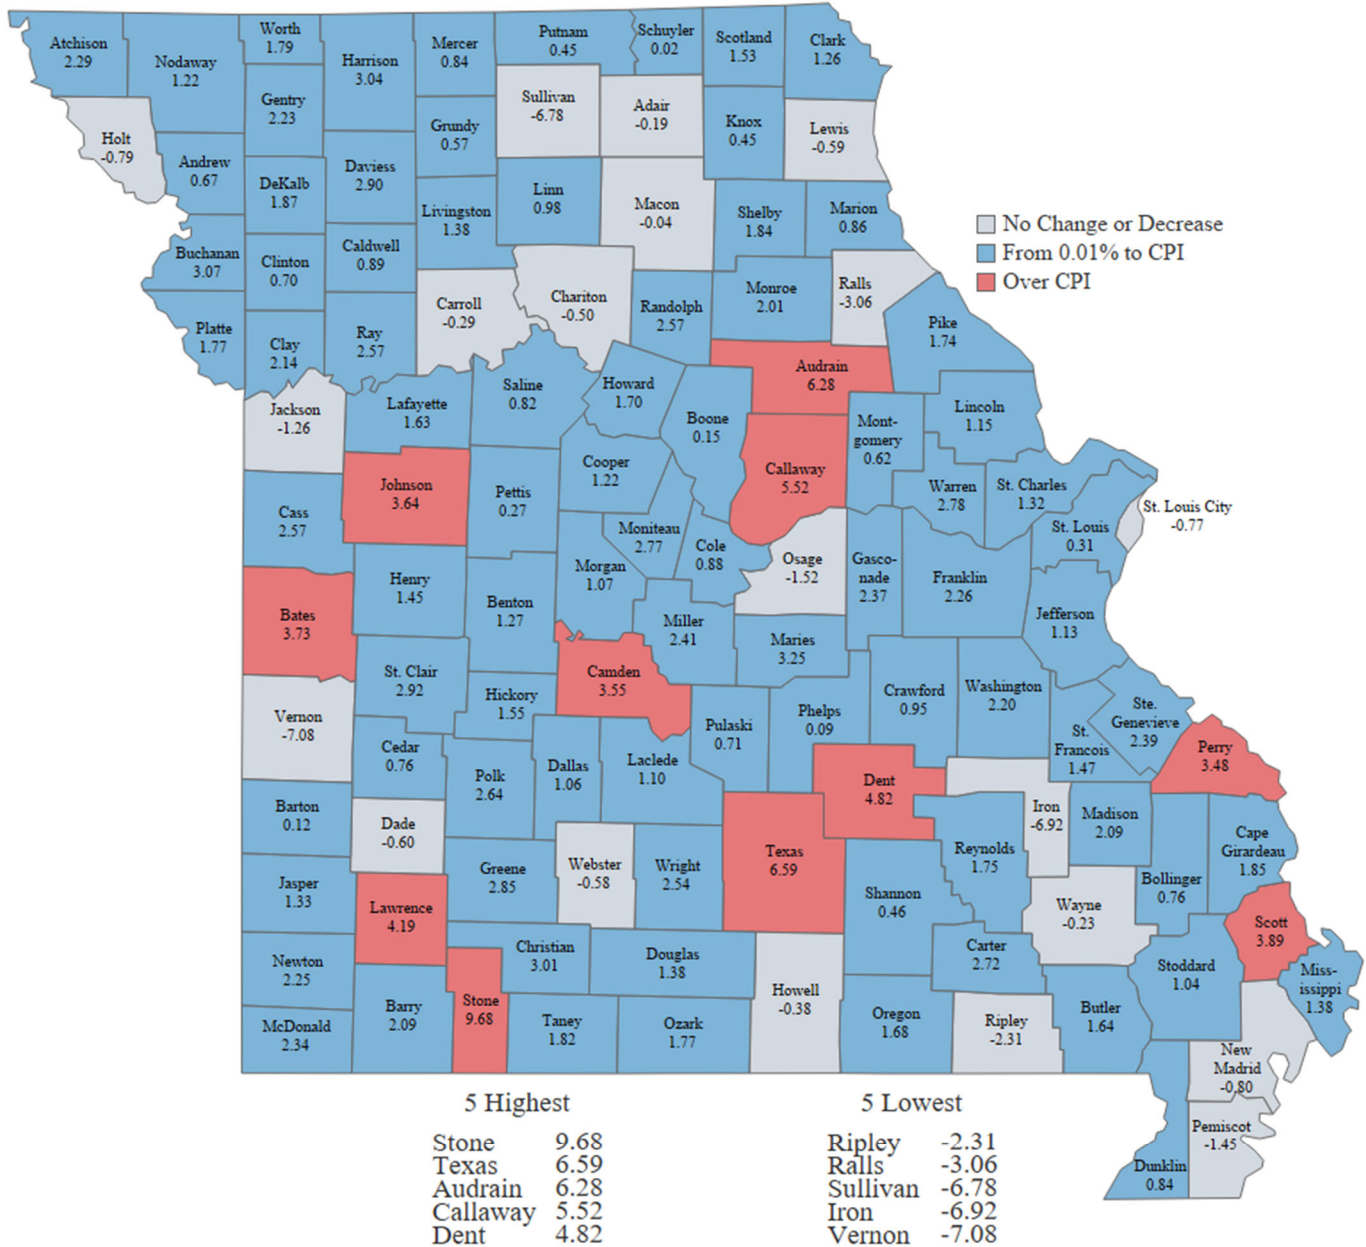 Atchison
2.29
Nodaway
1.22
Worth
1.79
Harrison
3.04
Mercer
0.84
Putnam
0.45
Schuyler
0.02
Scotland
1.53
Clark
1.26
Gentry
2.23
Sullivan
-6.78
Adair
-0.19
Knox
0.45
Lewis
-0.59
Holt
-0.79
Andrew
0.67
DeKalb
1.87
Daviess
2.90
Grundy
0.57
Livingston
1.38
Linn
0.98
Macon
-0.04
Shelby
1.84
Marion
0.86
No Change or Decrease
From 0.01% to CPI
Over CPI
Buchanan
3.07
Clinton
0.70
Caldwell
0.89
Carroll
-0.29
Chariton
-0.50
Randolph
2.57
Monroe
2.01
Ralls
-3.06
Pike
1.74
Platte
1.77
Clay
2.14
Ray
2.57
Audrain
6.28
Jackson
-1.26
Lafayette
1.63
Saline
0.82
Howard
1.70
Boone
0.15
Callaway
5.52
Mont-
gomery
0.62
Lincoln
1.15
Johnson
3.64
Pettis
0.27
Cooper
1.22
Warren
2.78
St. Charles
1.32
St. Louis City
-0.77
St. Louis
0.31
Cass
2.57
Moniteau
2.77
Cole
0.88
Osage
-1.52
Gasco-
nade
2.37
Franklin
2.26
Jefferson
1.13
Bates
3.73
Henry
1.45
Benton
1.27
Morgan
1.07
Miller
2.41
Maries
3.25
St. Clair
2.92
Hickory
1.55
Camden
3.55
Pulaski
0.71
Phelps
0.09
Crawford
0.95
Washington
2.20
St.
Francois
1.47
Ste.
Genevieve
2.39
Perry
3.48
Vernon
-7.08
Cedar
0.76
Polk
2.64
Dallas
1.06
Laclede
1.10
Dent
4.82
Iron
-6.92
Madison
2.09
Cape
Girardeau
1.85
Barton
0.12
Dade
-0.60
Greene
2.85
Webster
-0.58
Wright
2.54
Texas
6.59
Reynolds
1.75
Bollinger
0.76
Jasper
1.33
Lawrence
4.19
Shannon
0.46
Wayne
-0.23
Scott
3.89
Newton
2.25
Christian
3.01
Douglas
1.38
Howell
-0.38
Carter
2.72
Stoddard
1.04
Miss-
issippi
1.38
McDonald
2.34
Barry
2.09
Stone
9.68
Taney
1.82
Ozark
1.77
Oregon
1.68
Ripley
-2.31
Butler
1.64
New
Madrid
-0.80
Pemiscot
-1.45
Dunklin
0.84
5 Highest
Stone 9.68
Texas 6.59
Audrain 6.28
Callaway 5.52
Dent 4.82
5 Lowest
Ripley -2.31
Ralls -3.06
Sullivan -6.78
Iron -6.92
Vernon -7.08